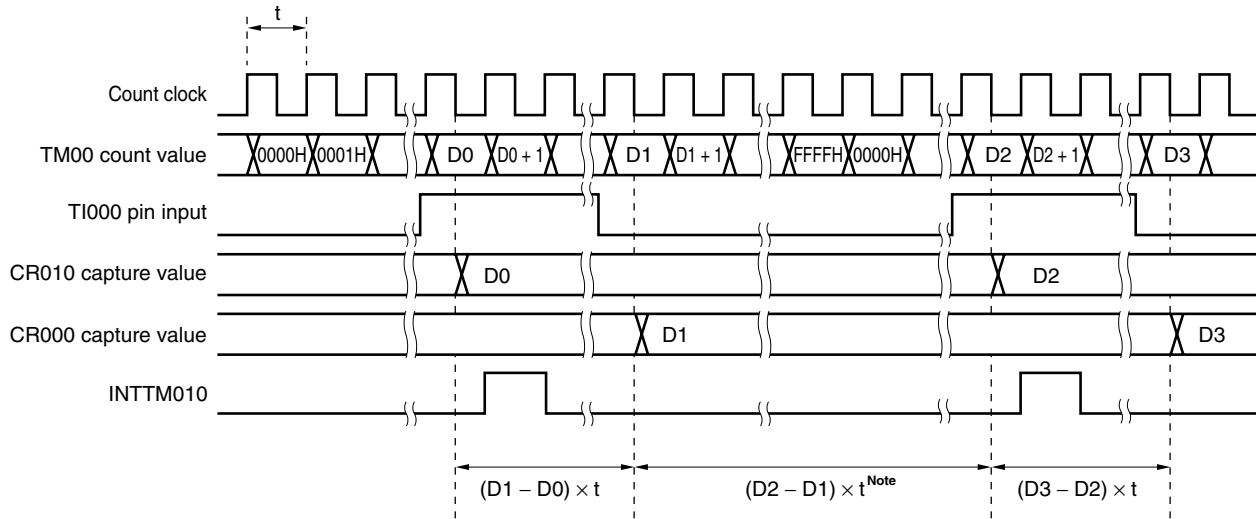 t
Count clock
TM00 count value
0000H 0001H D0 D0 + 1 D1 D1 + 1 FFFFH 0000H D2 D2 + 1 D3
TI000 pin input
CR010 capture value
D0 D2
CR000 capture value
D1 D3
INTTM010
(D1 – D0) × t (D2 – D1) × t Note (D3 – D2) × t